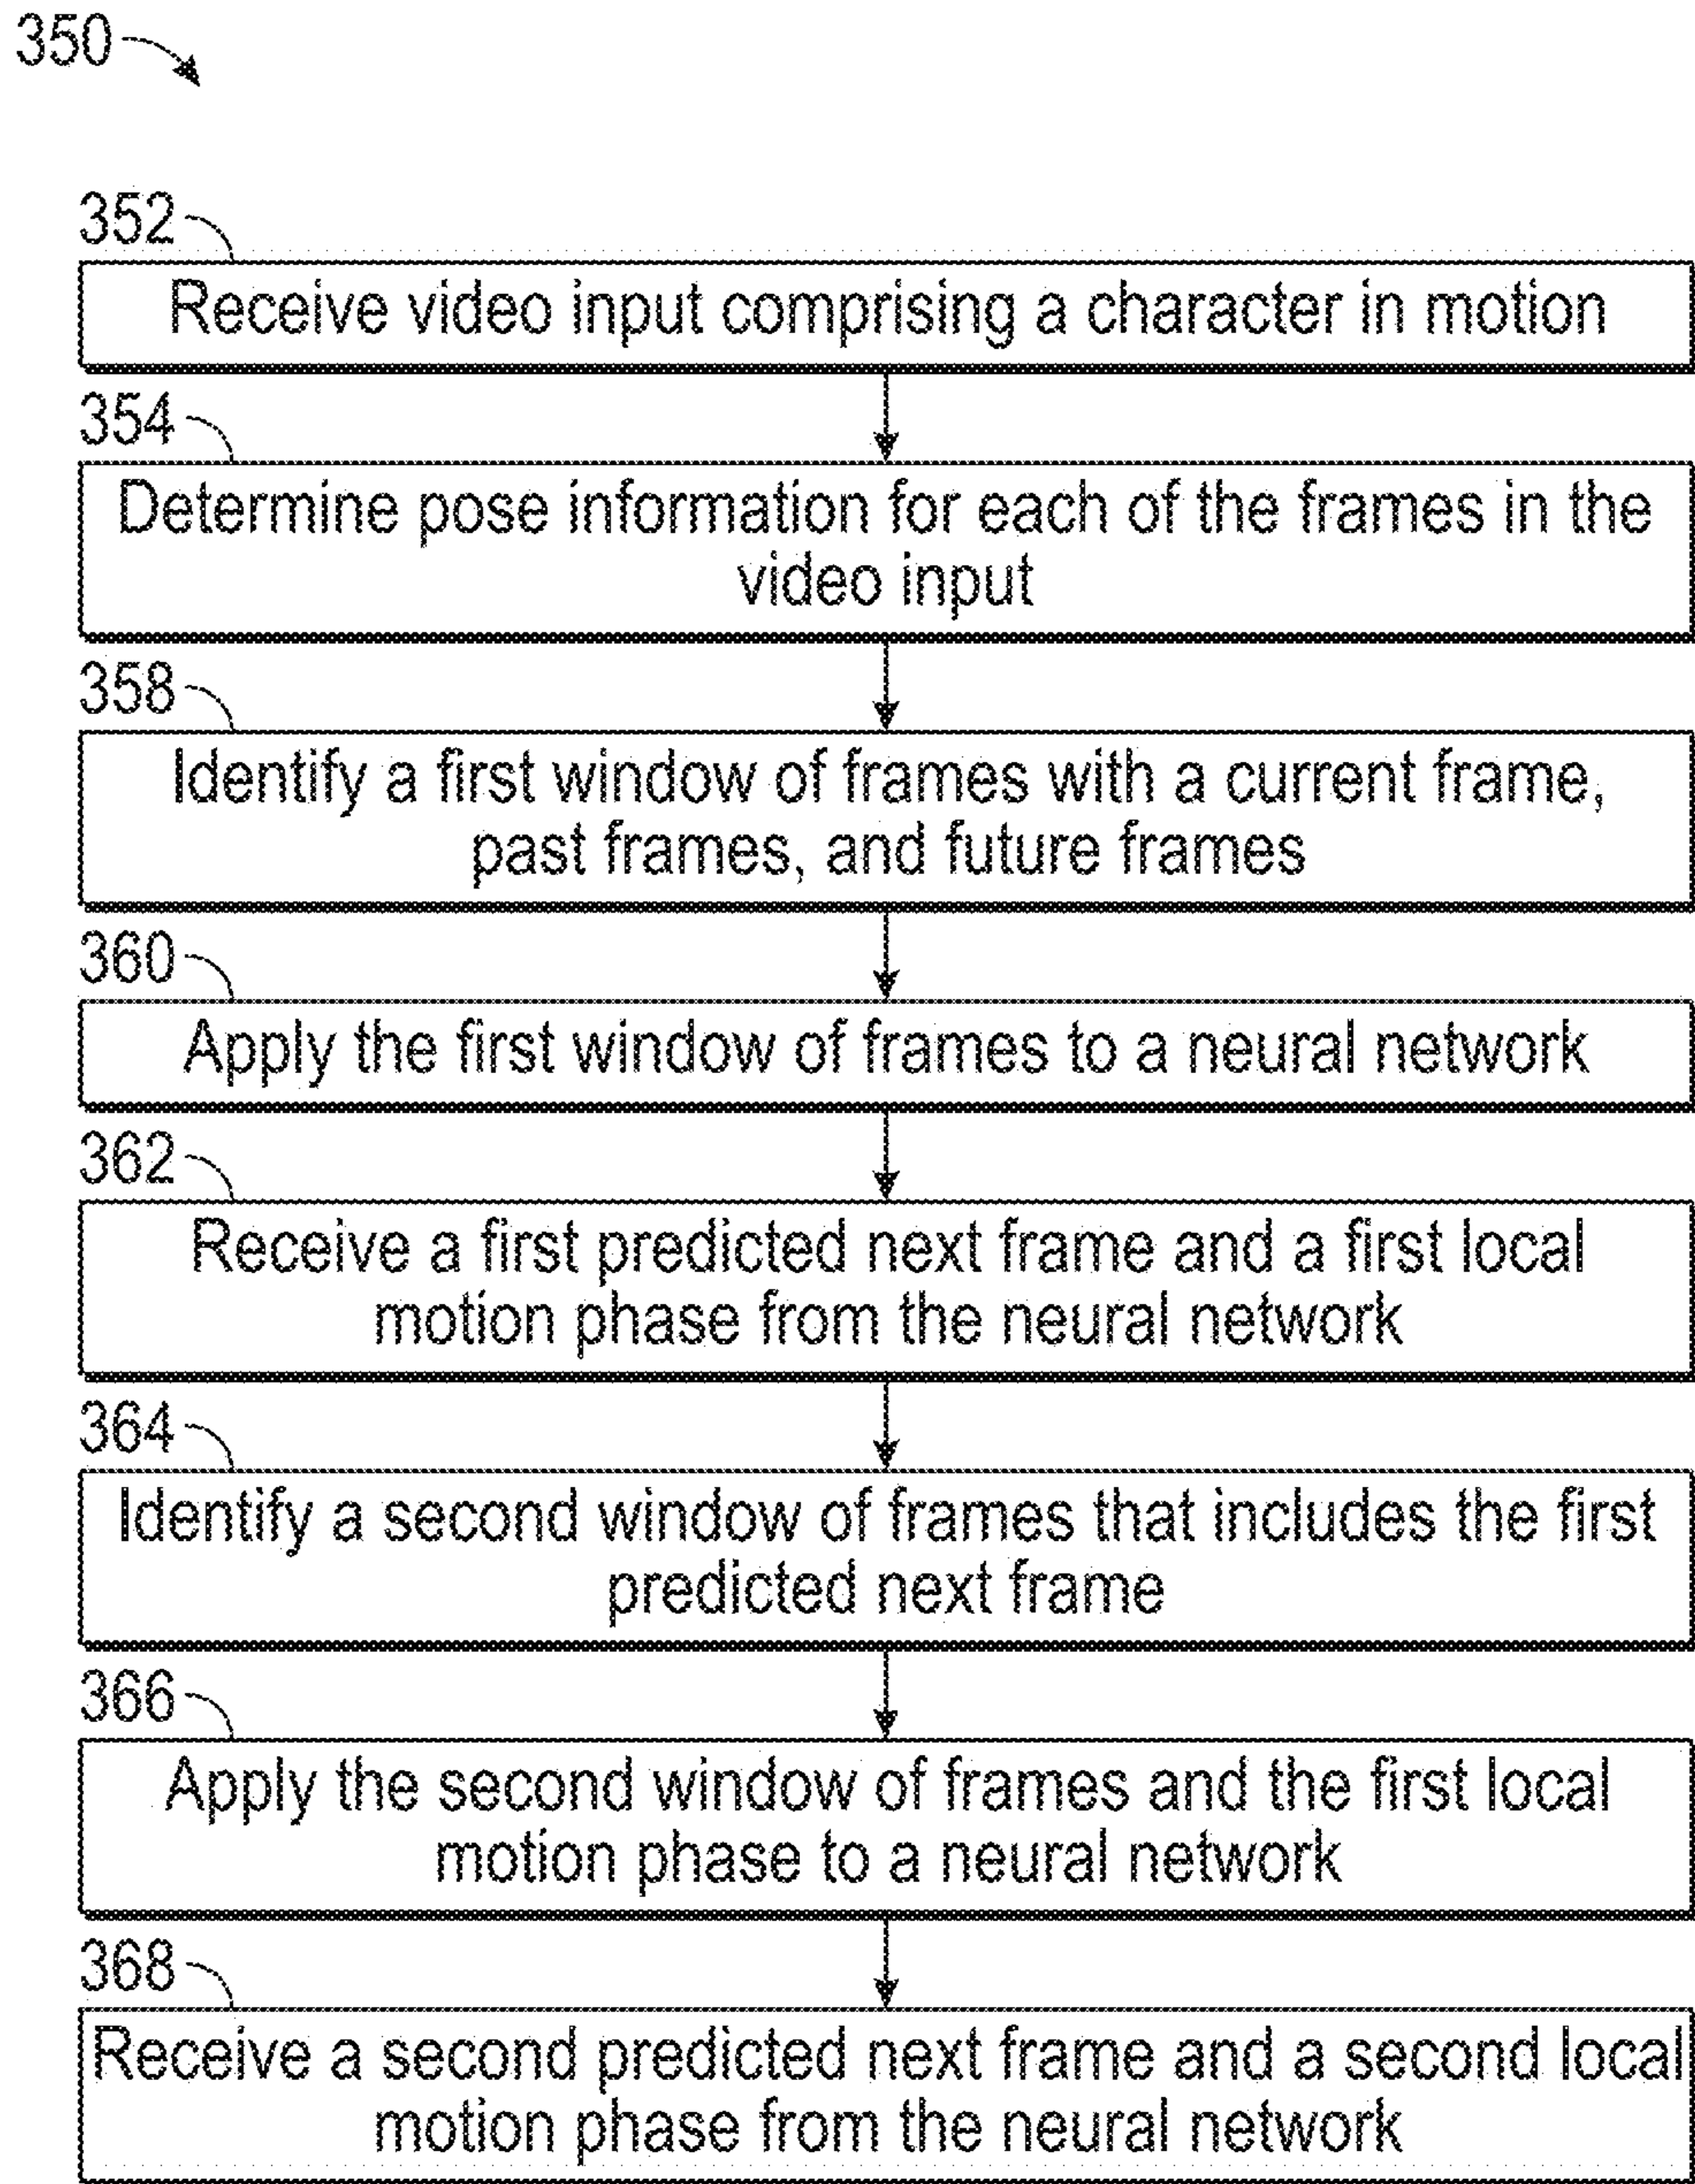 350
352
Receive video input comprising a character in motion
354
Determine pose information for each of the frames in the
video input
358
Identify a first window of frames with a current frame,
past frames, and future frames
360
Apply the first window of frames to a neural network
362
Receive a first predicted next frame and a first local
motion phase from the neural network
364
Identify a second window of frames that includes the first
predicted next frame
366
Apply the second window of frames and the first local
motion phase to a neural network
368
Receive a second predicted next frame and a second local
motion phase from the neural network